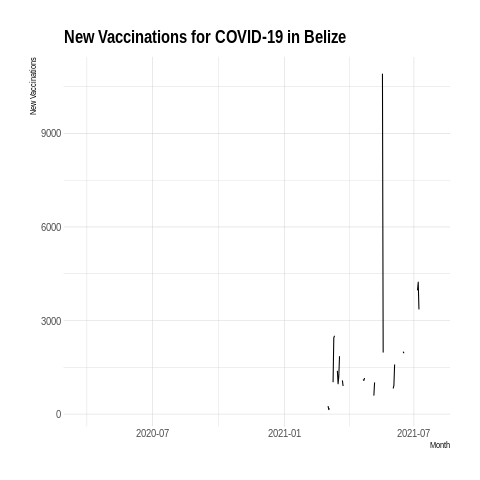 New Vaccinations for COVID-19 in Belize
New Vaccinations
9000
6000
3000
0
2020-07 2021-01 2021-07
Month